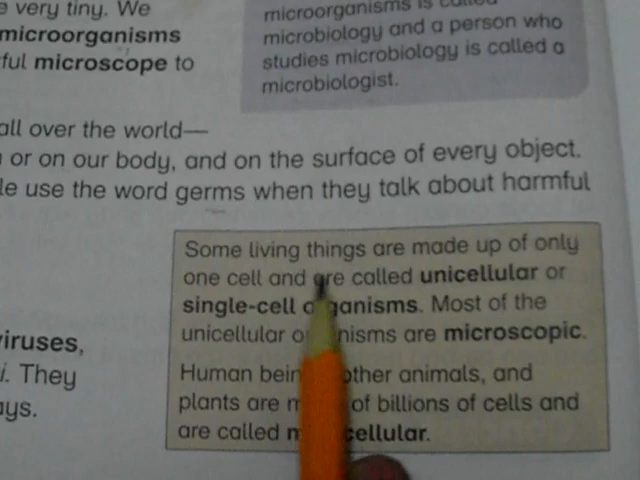 e very tiny. We
microorganisms
ful microscope to
microorganisms is called
microbiology and a person who
studies microbiology is called a
microbiologist.
all over the world—
or on our body, and on the surface of every object.
le use the word germs when they talk about harmful
Some living things are made up of only
one cell and are called unicellular or
single-cell organisms. Most of the
unicellular o nisms are microscopic.
Human bein other animals, and
plants are m of billions of cells and
are called m cellular.
viruses,
i. They
ays.